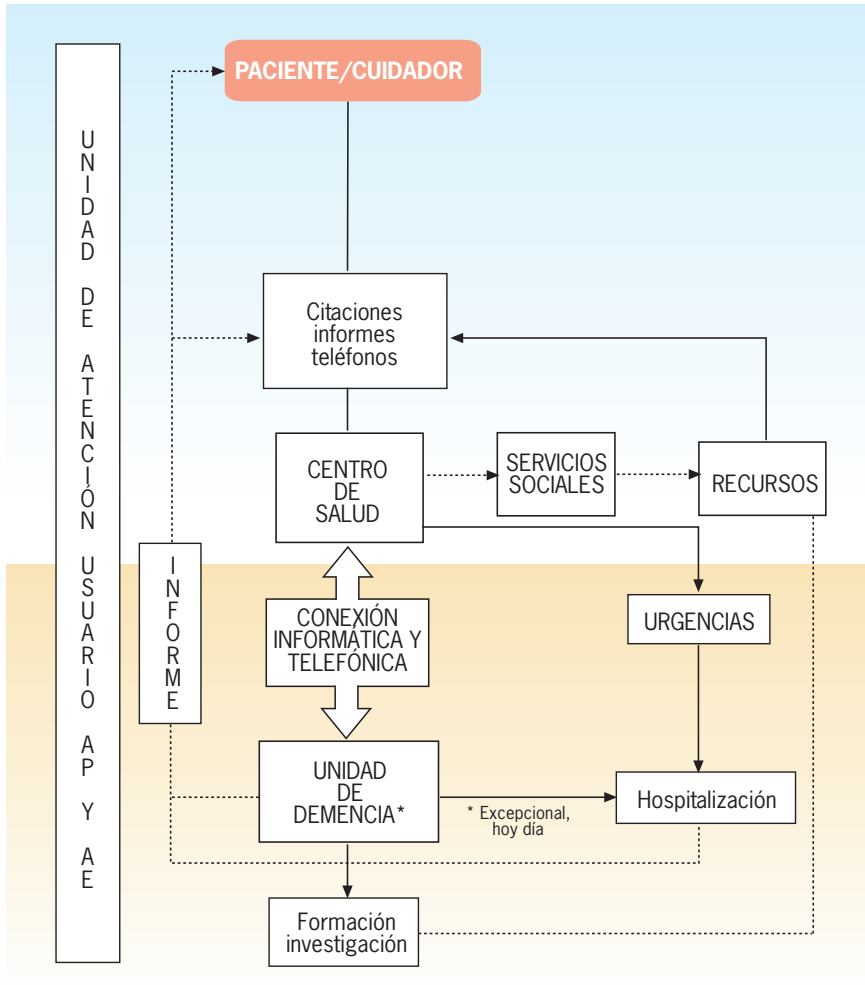 PACIENTE/CUIDADOR
UNIDAD DE ATENCIÓN USUARIO AP Y AE
Citaciones
informes
teléfonos
CENTRO
DE
SALUD
SERVICIOS
SOCIALES
RECURSOS
INFORME
CONEXIÓN
INFORMÁTICA Y
TELEFÓNICA
URGENCIAS
UNIDAD
DE
DEMENCIA*
* Excepcional,
hoy día
Hospitalización
Formación
investigación